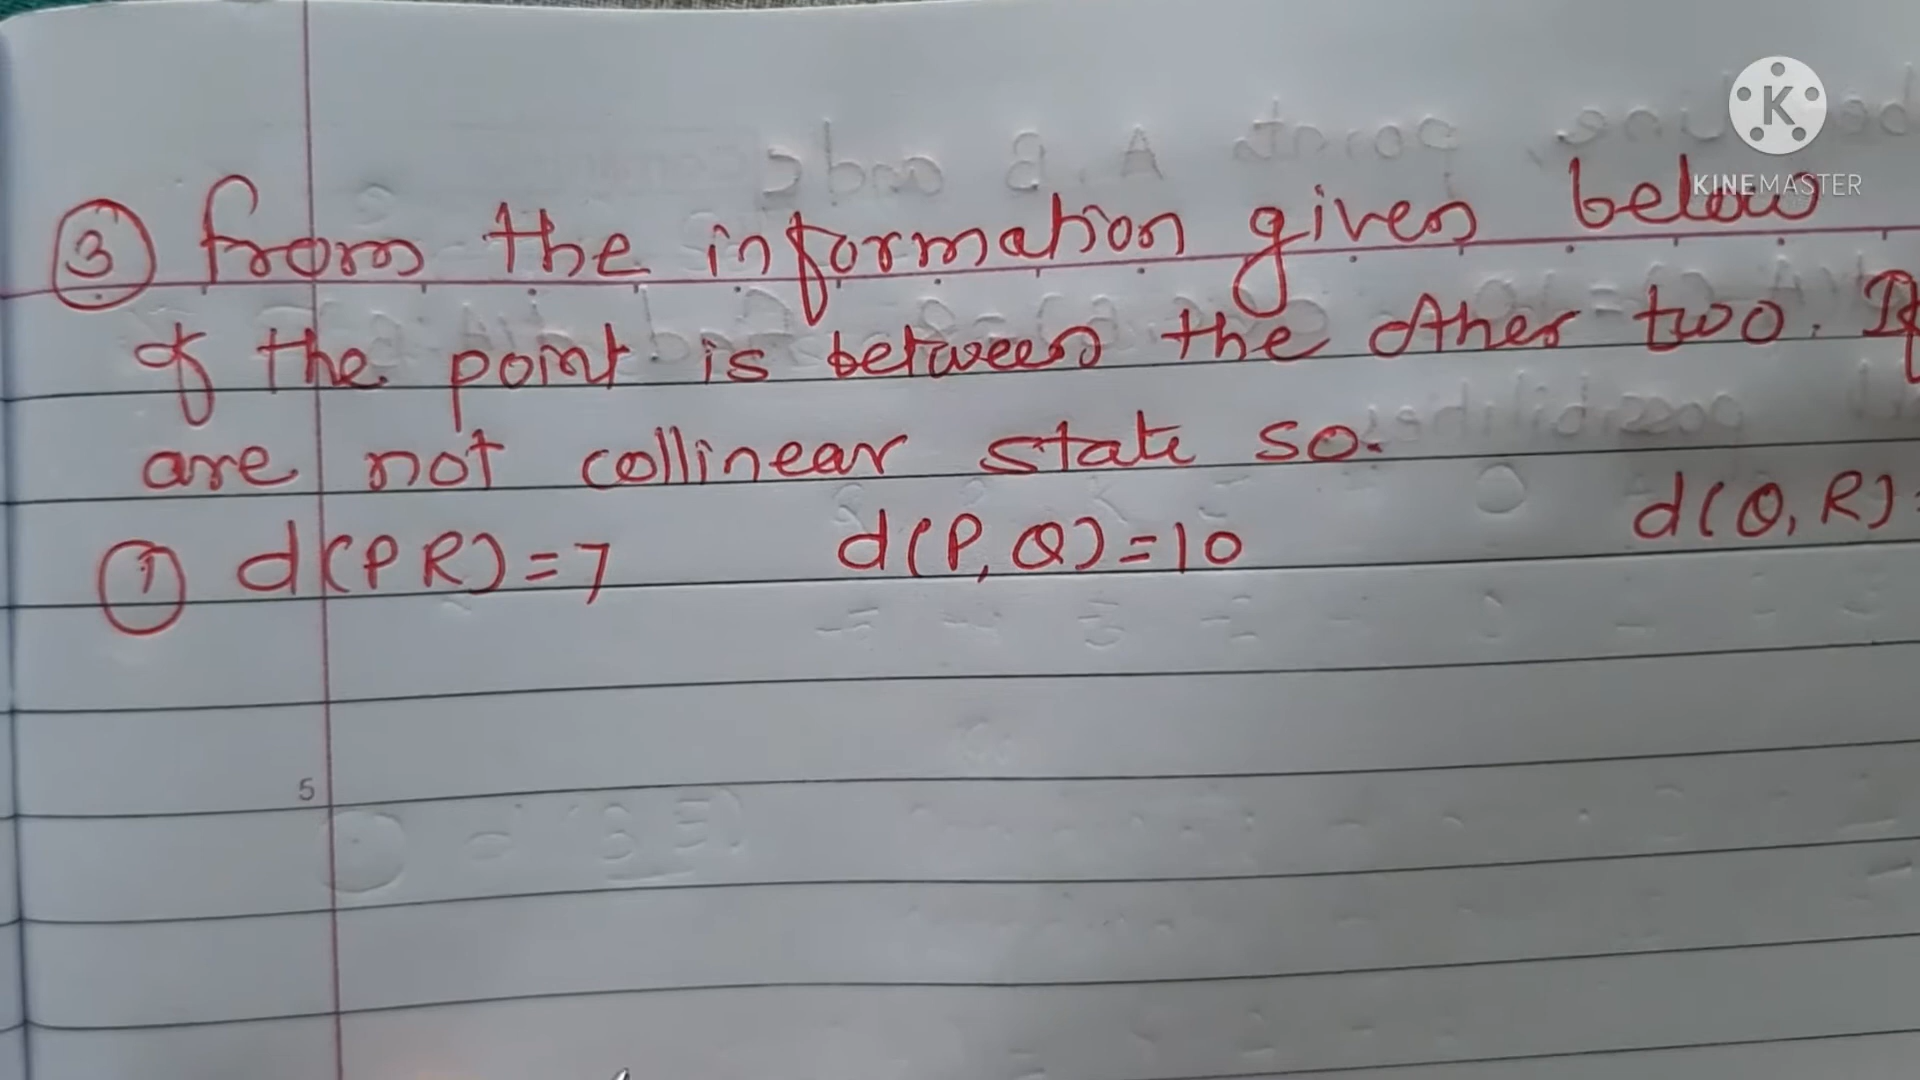 K
KINEMASTER
③ from the information given below
of the point is between the other two. If
are not collinear state so.
① d(PR)=7 d(P,Q)=10 d(Q,R)=
5